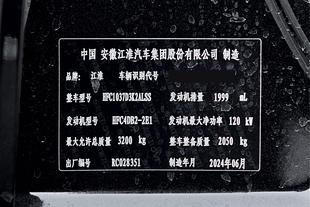 中国 安徽江淮汽车集团股份有限公司 制造
品牌: 江淮 车辆识别代号
整车型号 HFC1037D3K2AL5S 发动机排量 1999 mL
发动机型号 HFC4DB2-2E1 发动机最大净功率 120 kW
最大允许总质量 3200 kg 整车整备质量 2050 kg
出厂编号 RC028351 制造年月 2024年06月